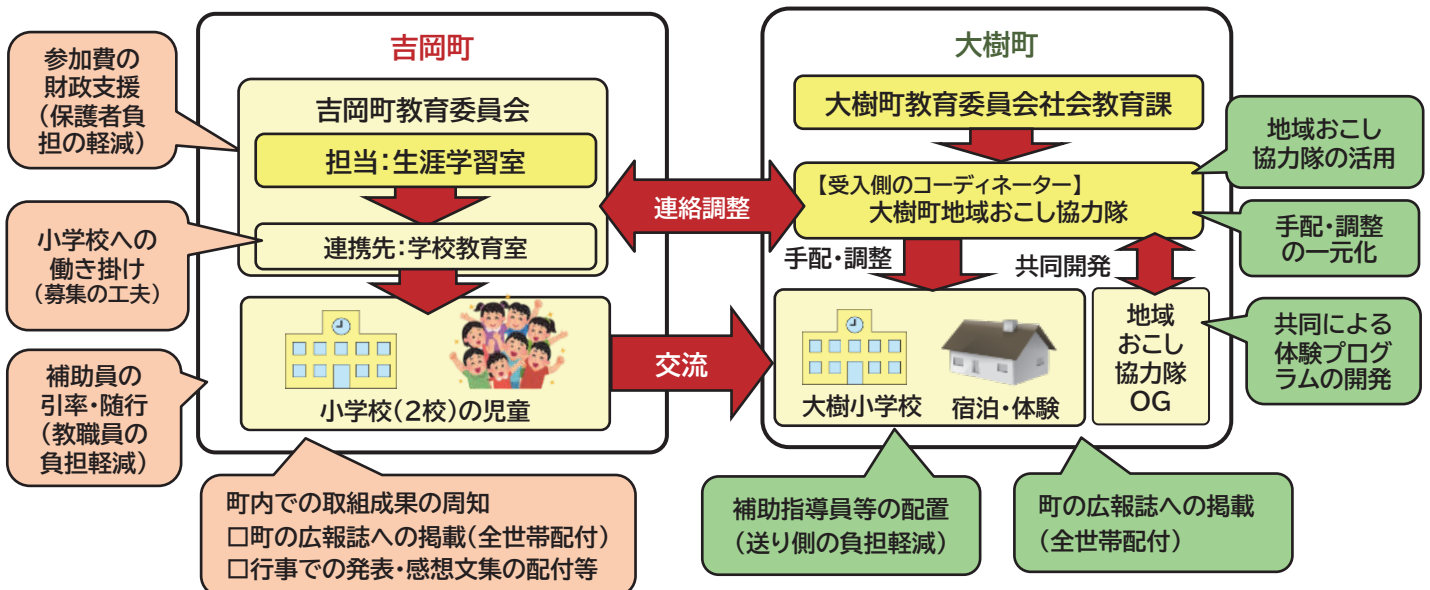 吉岡町
参加費の
財政支援
(保護者負
担の軽減)
吉岡町教育委員会
担当:生涯学習室
連携先:学校教育室
小学校への
働き掛け
(募集の工夫)
小学校(2校)の児童
補助員の
引率・随行
(教職員の
負担軽減)
町内での取組成果の周知
□町の広報誌への掲載(全世帯配付)
□行事での発表・感想文集の配付等
連絡調整
交流
大樹町
大樹町教育委員会社会教育課
【受入側のコーディネーター】
大樹町地域おこし協力隊
地域おこし
協力隊の活用
手配・調整
の一元化
手配・調整
共同開発
大樹小学校
宿泊・体験
地域
おこし
協力隊
OG
共同による
体験プログ
ラムの開発
補助指導員等の配置
(送り側の負担軽減)
町の広報誌への掲載
(全世帯配付)